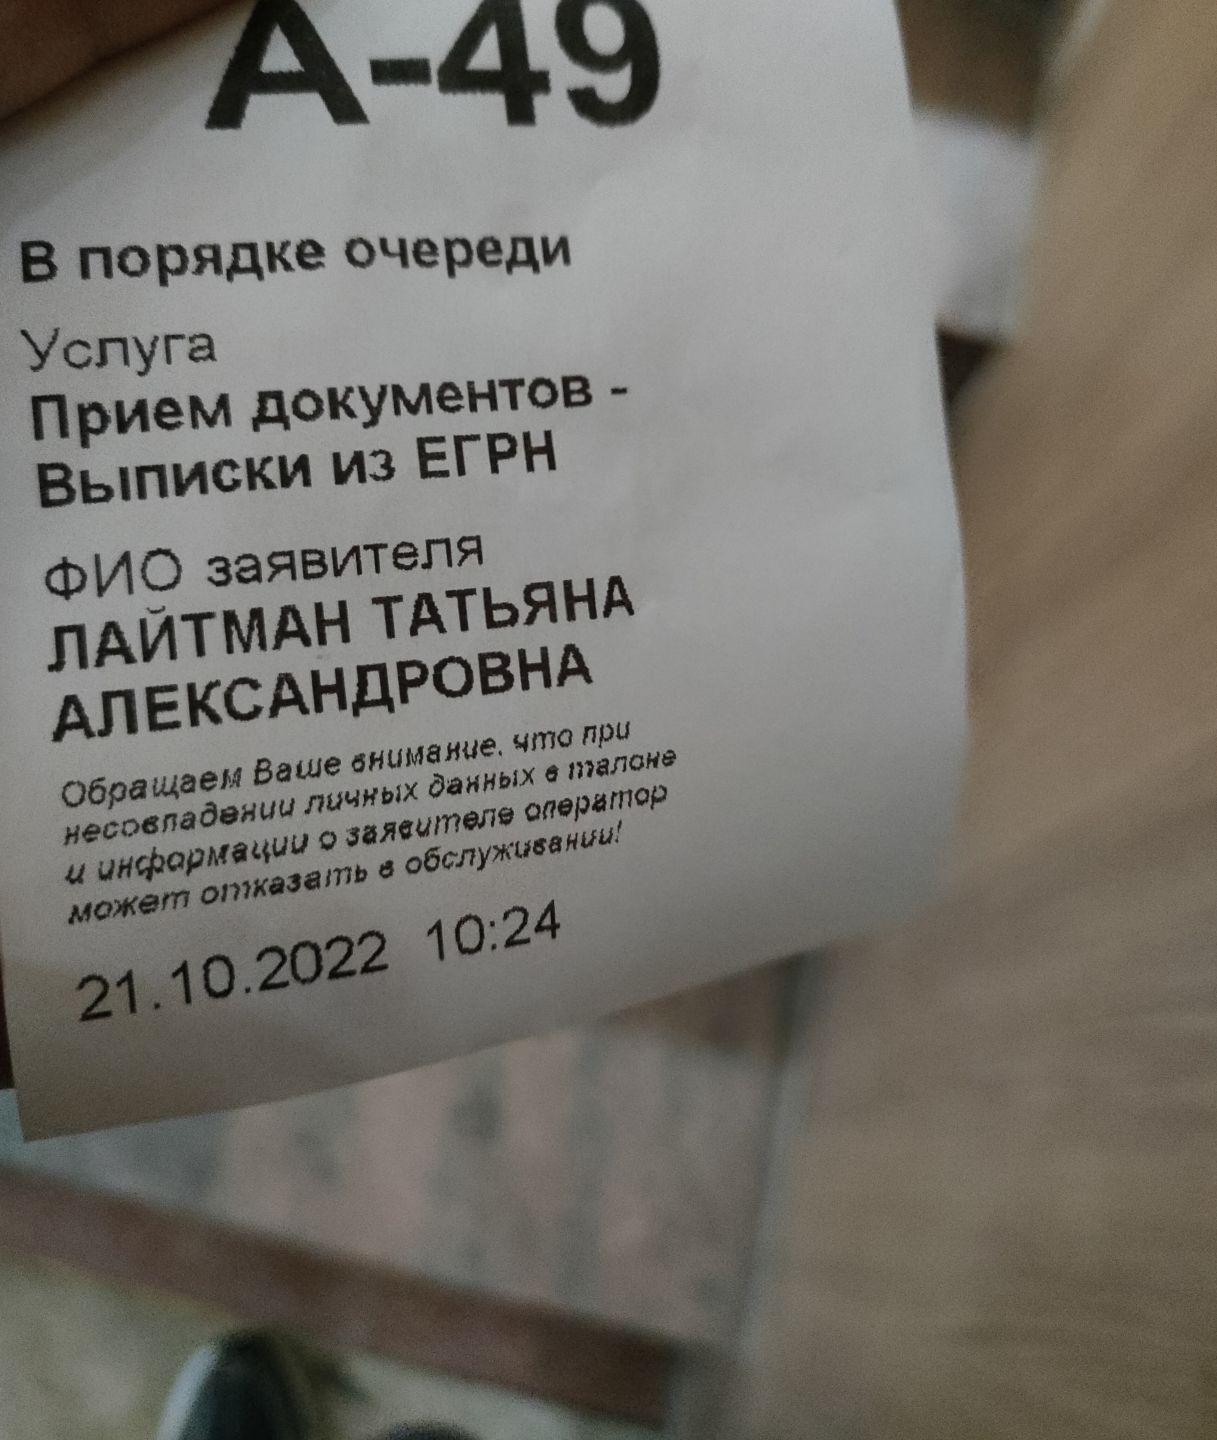 А-49
В порядке очереди
Услуга
Прием документов -
Выписки из ЕГРН
ФИО заявителя
ЛАЙТМАН ТАТЬЯНА
АЛЕКСАНДРОВНА
Обращаем Ваше внимание, что при
несовпадении личных данных в талоне
и информации о заявителе оператор
может отказать в обслуживании!
21.10.2022 10:24